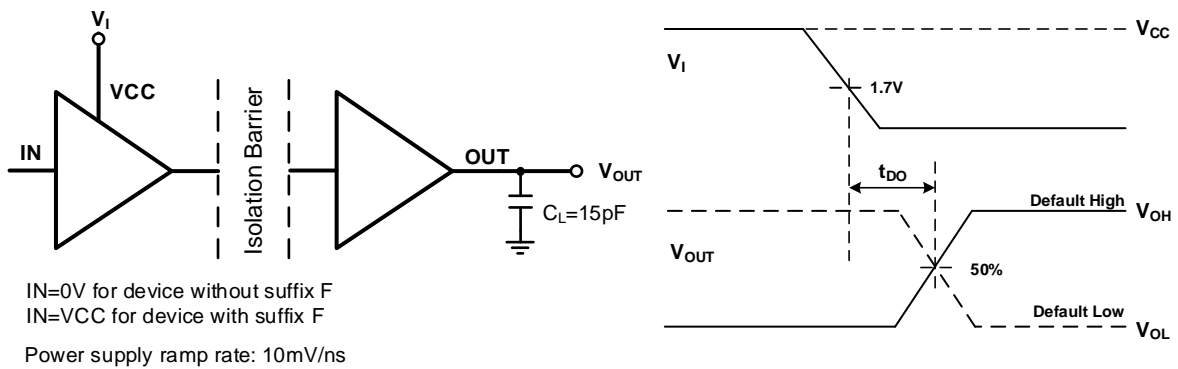 VI
VCC
IN
Isolation Barrier
OUT
VOUT
CL=15pF
IN=0V for device without suffix F
IN=VCC for device with suffix F
Power supply ramp rate: 10mV/ns
VCC
VI
1.7V
tDO
Default High
VOH
VOUT
50%
Default Low
VOL